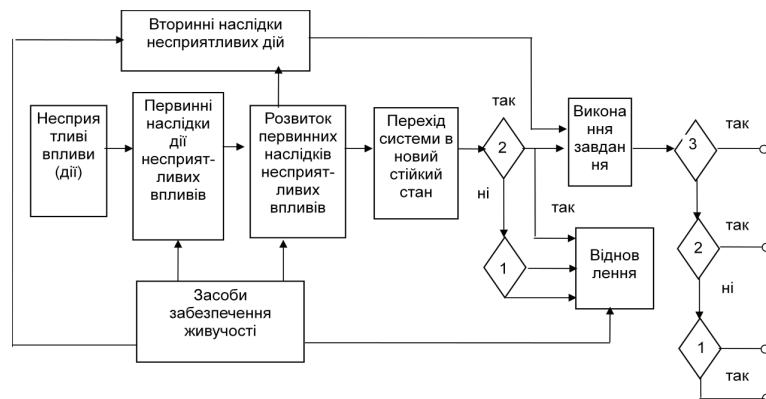 Вторинні наслідки
несприятливих дій
Несприя
тливі
впливи
(дії)
Первинні
наслідки
дії
несприят-
ливих
впливів
Розвиток
первинних
наслідків
несприят-
ливих
впливів
Перехід
системи в
новий
стійкий
стан
так
2
ні
1
так
Викона
ння
завдан
ня
Віднов
лення
3
так
2
так
ні
1
так
Засоби
забезпечення
живучості